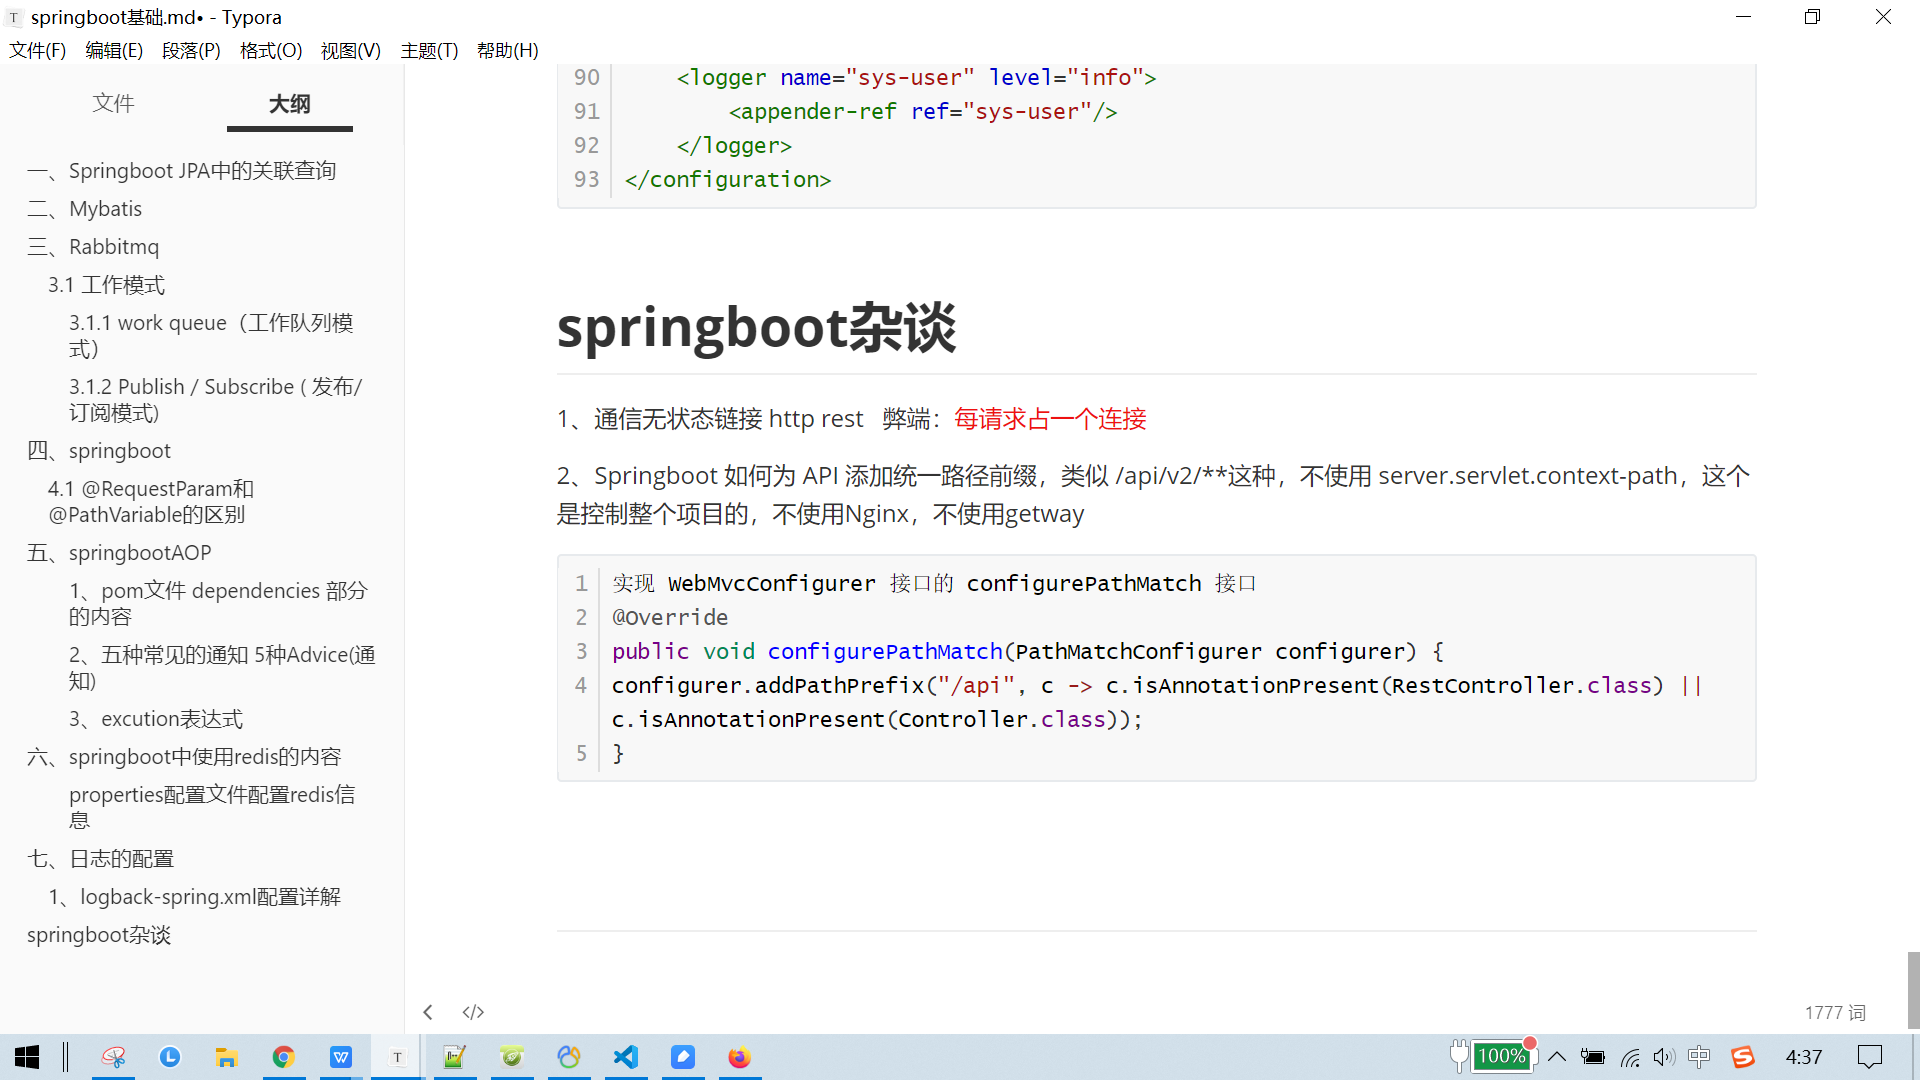 springboot基础.md• - Typora
文件(F) 编辑(E) 段落(P) 格式(O) 视图(V) 主题(T) 帮助(H)
文件 大纲
一、Springboot JPA中的关联查询
二、Mybatis
三、Rabbitmq
3.1 工作模式
3.1.1 work queue（工作队列模
式）
3.1.2 Publish / Subscribe ( 发布/
订阅模式)
四、springboot
4.1 @RequestParam和
@PathVariable的区别
五、springbootAOP
1、pom文件 dependencies 部分
的内容
2、五种常见的通知 5种Advice(通
知)
3、excution表达式
六、springboot中使用redis的内容
properties配置文件配置redis信
息
七、日志的配置
1、logback-spring.xml配置详解
springboot杂谈
90 <logger name="sys-user" level="info">
91 <appender-ref ref="sys-user"/>
92 </logger>
93 </configuration>
springboot杂谈
1、通信无状态链接 http rest 弊端：每请求占一个连接
2、Springboot 如何为 API 添加统一路径前缀，类似 /api/v2/**这种，不使用 server.servlet.context-path，这个
是控制整个项目的，不使用Nginx，不使用getway
1 实现 WebMvcConfigurer 接口的 configurePathMatch 接口
2 @Override
3 public void configurePathMatch(PathMatchConfigurer configurer) {
4 configurer.addPathPrefix("/api", c -> c.isAnnotationPresent(RestController.class) ||
c.isAnnotationPresent(Controller.class));
5 }
</> 1777 词
W T 100% 中 S 4:37